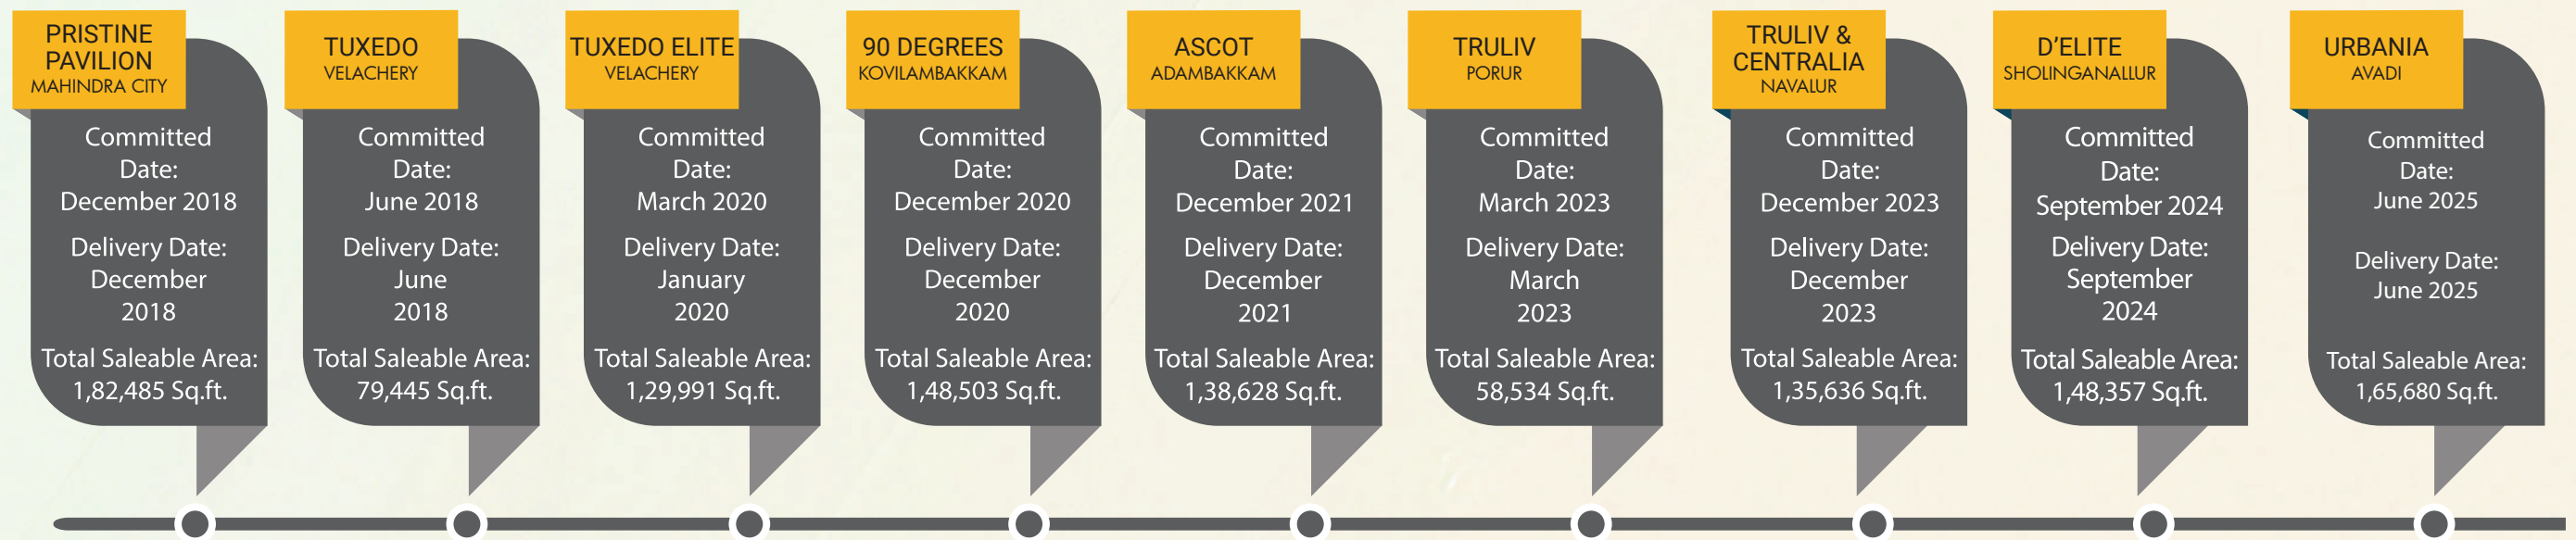 PRISTINE
PAVILION
MAHINDRA CITY
Committed
Date:
December 2018
Delivery Date:
December
2018
Total Saleable Area:
1,82,485 Sq.ft.
TUXEDO
VELACHERY
Committed
Date:
June 2018
Delivery Date:
June
2018
Total Saleable Area:
79,445 Sq.ft.
TUXEDO ELITE
VELACHERY
Committed
Date:
March 2020
Delivery Date:
January
2020
Total Saleable Area:
1,29,991 Sq.ft.
90 DEGREES
KOVILAMBAKKAM
Committed
Date:
December 2020
Delivery Date:
December
2020
Total Saleable Area:
1,48,503 Sq.ft.
ASCOT
ADAMBAKKAM
Committed
Date:
December 2021
Delivery Date:
December
2021
Total Saleable Area:
1,38,628 Sq.ft.
TRULIV
PORUR
Committed
Date:
March 2023
Delivery Date:
March
2023
Total Saleable Area:
58,534 Sq.ft.
TRULIV &
CENTRALIA
NAVALUR
Committed
Date:
December 2023
Delivery Date:
December
2023
Total Saleable Area:
1,35,636 Sq.ft.
D’ELITE
SHOLINGANALLUR
Committed
Date:
September 2024
Delivery Date:
September
2024
Total Saleable Area:
1,48,357 Sq.ft.
URBANIA
AVADI
Committed
Date:
June 2025
Delivery Date:
June 2025
Total Saleable Area:
1,65,680 Sq.ft.